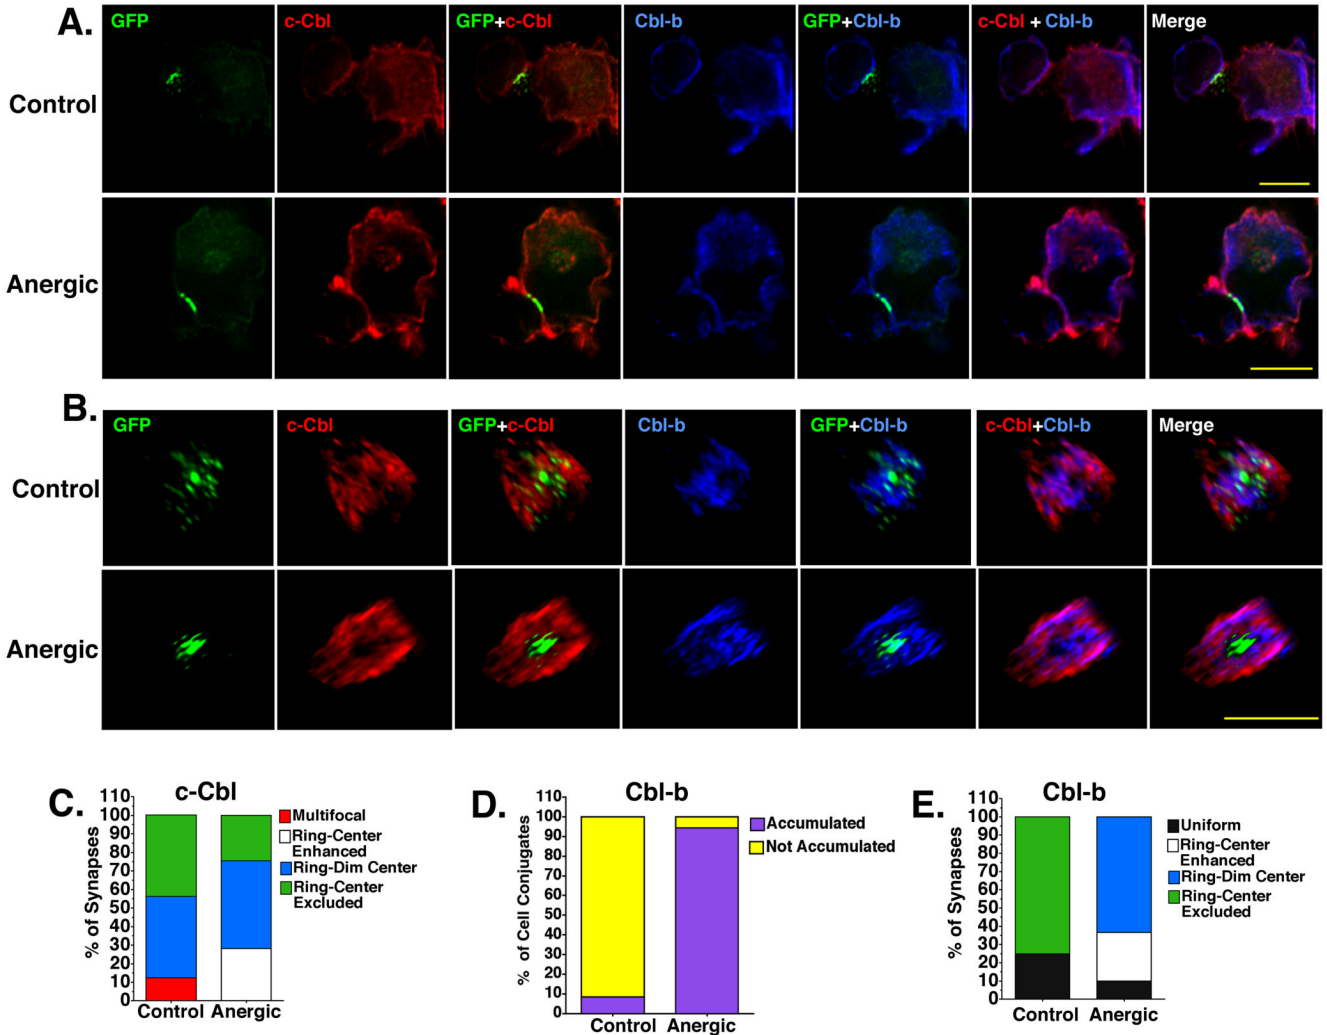 A.
GFP c-Cbl GFP+c-Cbl Cbl-b GFP+Cbl-b c-Cbl + Cbl-b Merge
Control
Anergic
B.
GFP c-Cbl GFP+c-Cbl Cbl-b GFP+Cbl-b c-Cbl+Cbl-b Merge
Control
Anergic
C.
c-Cbl
% of Synapses
110
100
90
80
70
60
50
40
30
20
10
0
Control Anergic
Multifocal
Ring-Center
Enhanced
Ring-Dim Center
Ring-Center
Excluded
D.
Cbl-b
% of Cell Conjugates
110
100
90
80
70
60
50
40
30
20
10
0
Control Anergic
Accumulated
Not Accumulated
E.
Cbl-b
% of Synapses
110
100
90
80
70
60
50
40
30
20
10
0
Control Anergic
Uniform
Ring-Center
Enhanced
Ring-Dim Center
Ring-Center
Excluded